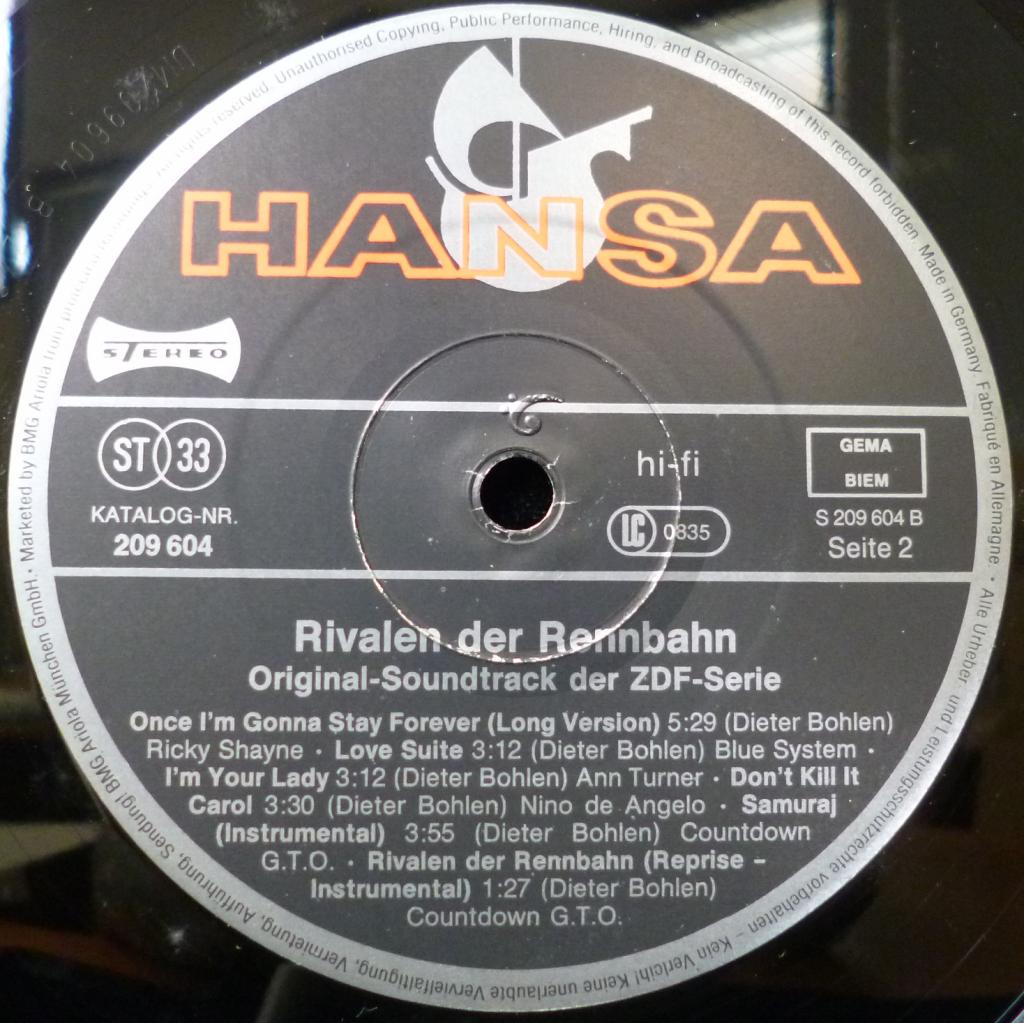 Unauthorised Copying, Public Performance, Hiring, and Broadcasting of this record forbidden. Made in Germany. Fabriqué en Allemagne. • Alle Urheber- und Leistungsschutzrechte vorbehalten – Kein Verleih! Keine unerlaubte Vervielfältigung, Vermietung, Aufführung, Sendung! BMG Ariola München GmbH. • Marketed by BMG Ariola from reserved.
HANSA
STEREO
ST 33
KATALOG-NR.
209 604
hi-fi
LC 0835
GEMA
BIEM
S 209 604 B
Seite 2
Rivalen der Rennbahn
Original-Soundtrack der ZDF-Serie
Once I'm Gonna Stay Forever (Long Version) 5:29 (Dieter Bohlen)
Ricky Shayne · Love Suite 3:12 (Dieter Bohlen) Blue System ·
I'm Your Lady 3:12 (Dieter Bohlen) Ann Turner · Don't Kill It
Carol 3:30 (Dieter Bohlen) Nino de Angelo · Samuraj
(Instrumental) 3:55 (Dieter Bohlen) Countdown
G.T.O. · Rivalen der Rennbahn (Reprise –
Instrumental) 1:27 (Dieter Bohlen)
Countdown G.T.O.